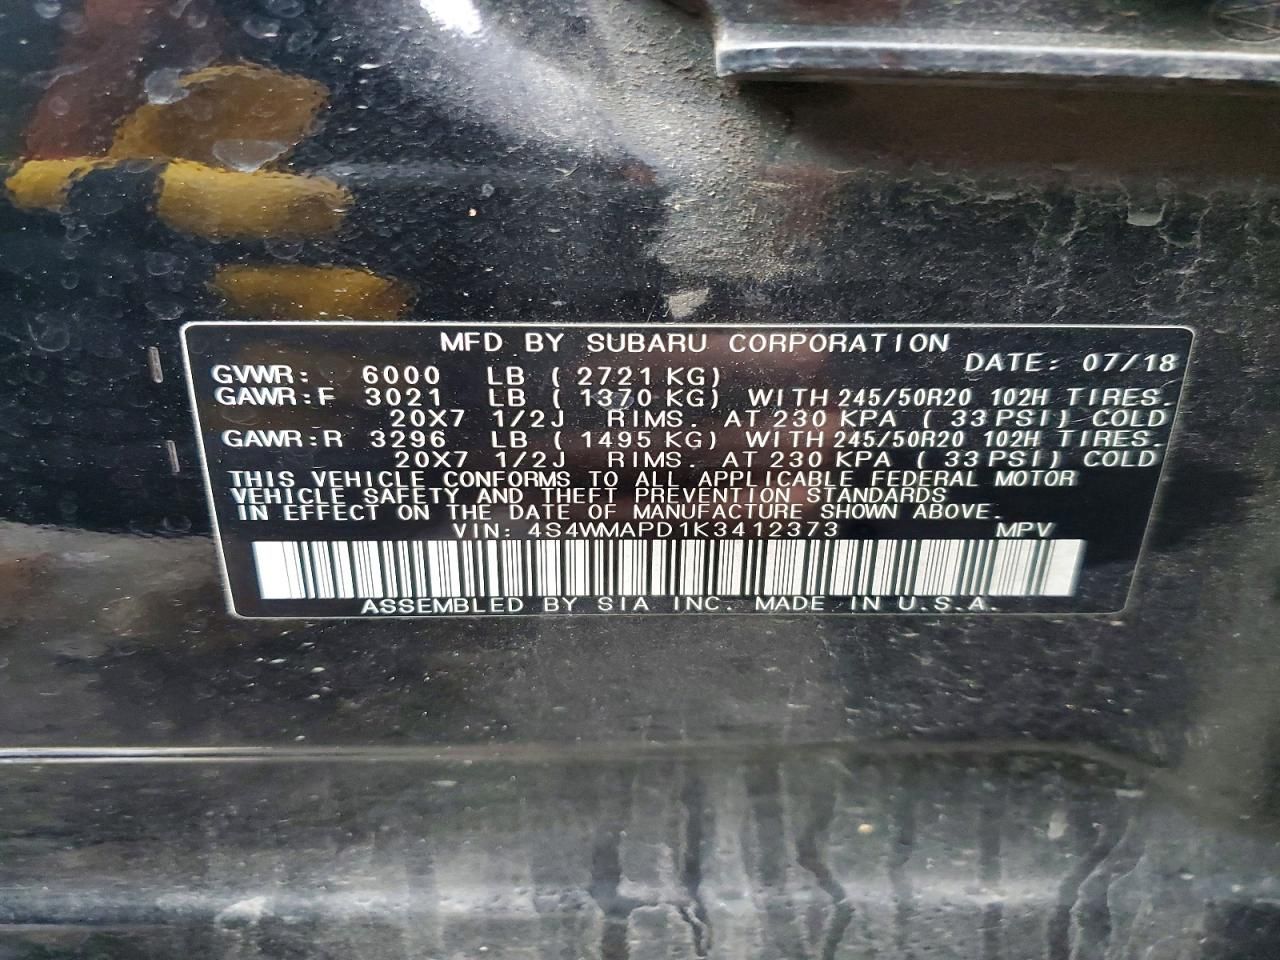 MFD BY SUBARU CORPORATION
DATE: 07/18
GVWR: 6000 LB ( 2721 KG)
GAWR:F 3021 LB ( 1370 KG) WITH 245/50R20 102H TIRES.
20X7 1/2J RIMS. AT 230 KPA ( 33 PSI) COLD
GAWR:R 3296 LB ( 1495 KG) WITH 245/50R20 102H TIRES.
20X7 1/2J RIMS. AT 230 KPA ( 33 PSI) COLD
THIS VEHICLE CONFORMS TO ALL APPLICABLE FEDERAL MOTOR
VEHICLE SAFETY AND THEFT PREVENTION STANDARDS
IN EFFECT ON THE DATE OF MANUFACTURE SHOWN ABOVE.
VIN: 4S4WMAPD1K3412373 MPV
ASSEMBLED BY SIA INC. MADE IN U.S.A.